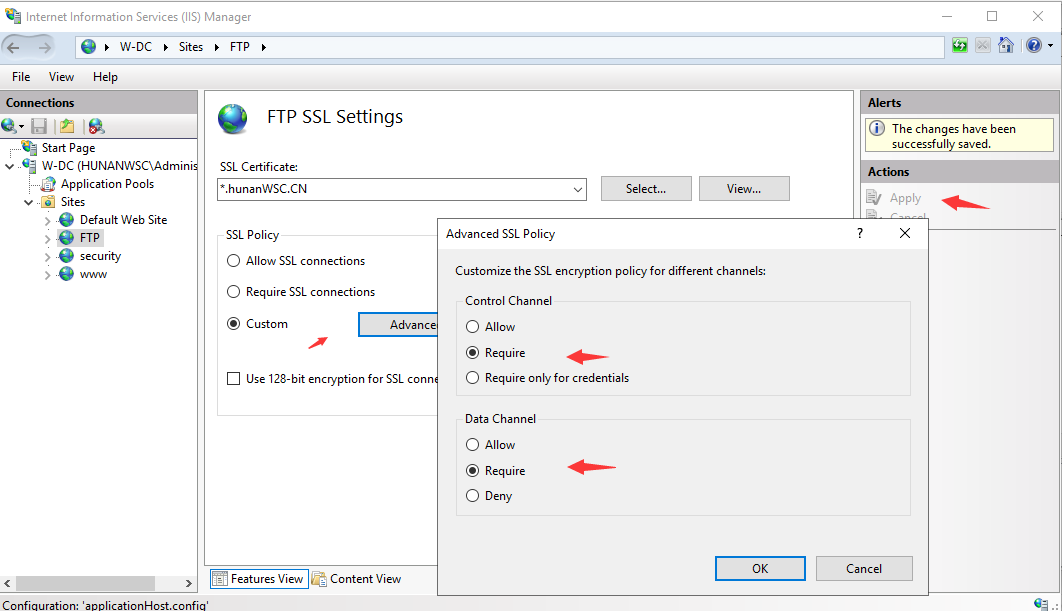 Internet Information Services (IIS) Manager
W-DC
Sites
FTP
File View Help
Connections
Start Page
W-DC (HUNANWSC\Adminis
Application Pools
Sites
Default Web Site
FTP
security
www
FTP SSL Settings
SSL Certificate:
*.hunanWSC.CN
Select...
View...
SSL Policy
Allow SSL connections
Require SSL connections
Custom
Advance
Use 128-bit encryption for SSL conne
Features View
Content View
Advanced SSL Policy
?
Customize the SSL encryption policy for different channels:
Control Channel
Allow
Require
Require only for credentials
Data Channel
Allow
Require
Deny
OK
Cancel
Alerts
The changes have been
successfully saved.
Actions
Apply
Cancel
Configuration: 'applicationHost.config'